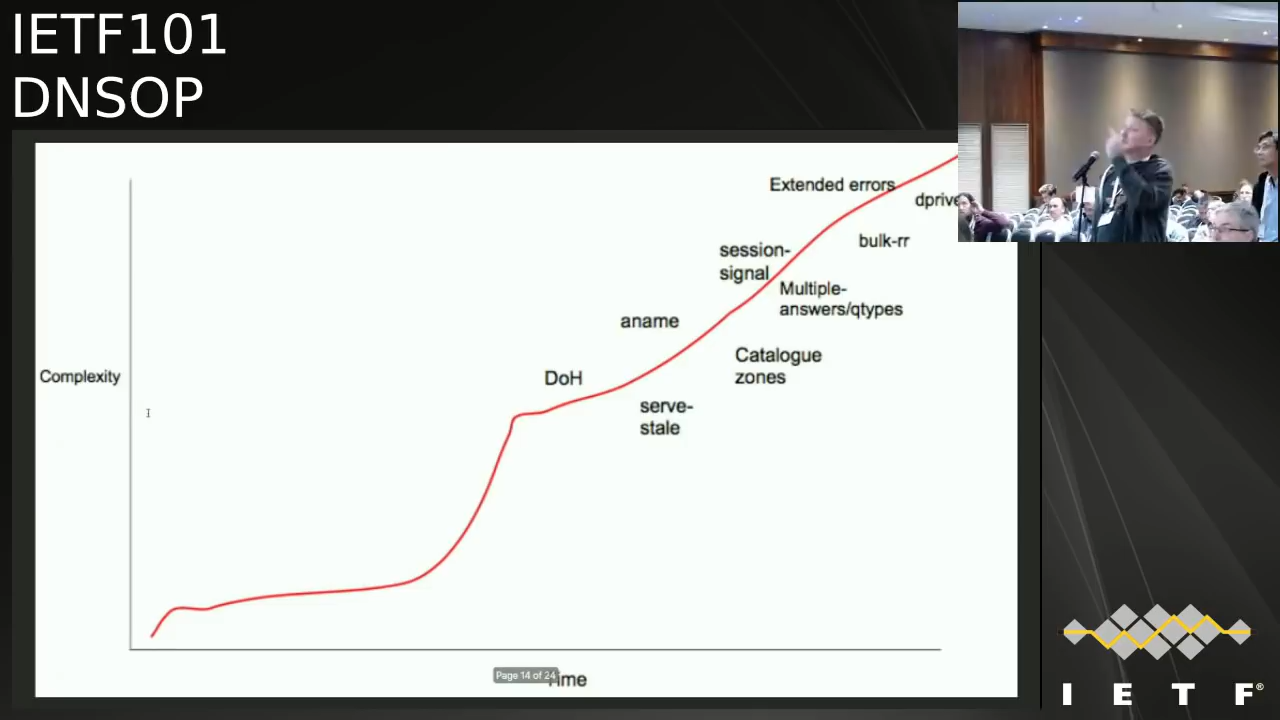 IETF101
DNSOP
Extended errors
dprive
bulk-rr
session-
signal
Multiple-
answers/qtypes
aname
Catalogue
zones
Complexity
DoH
serve-
stale
Page 14 of 24
Time
I E T F®